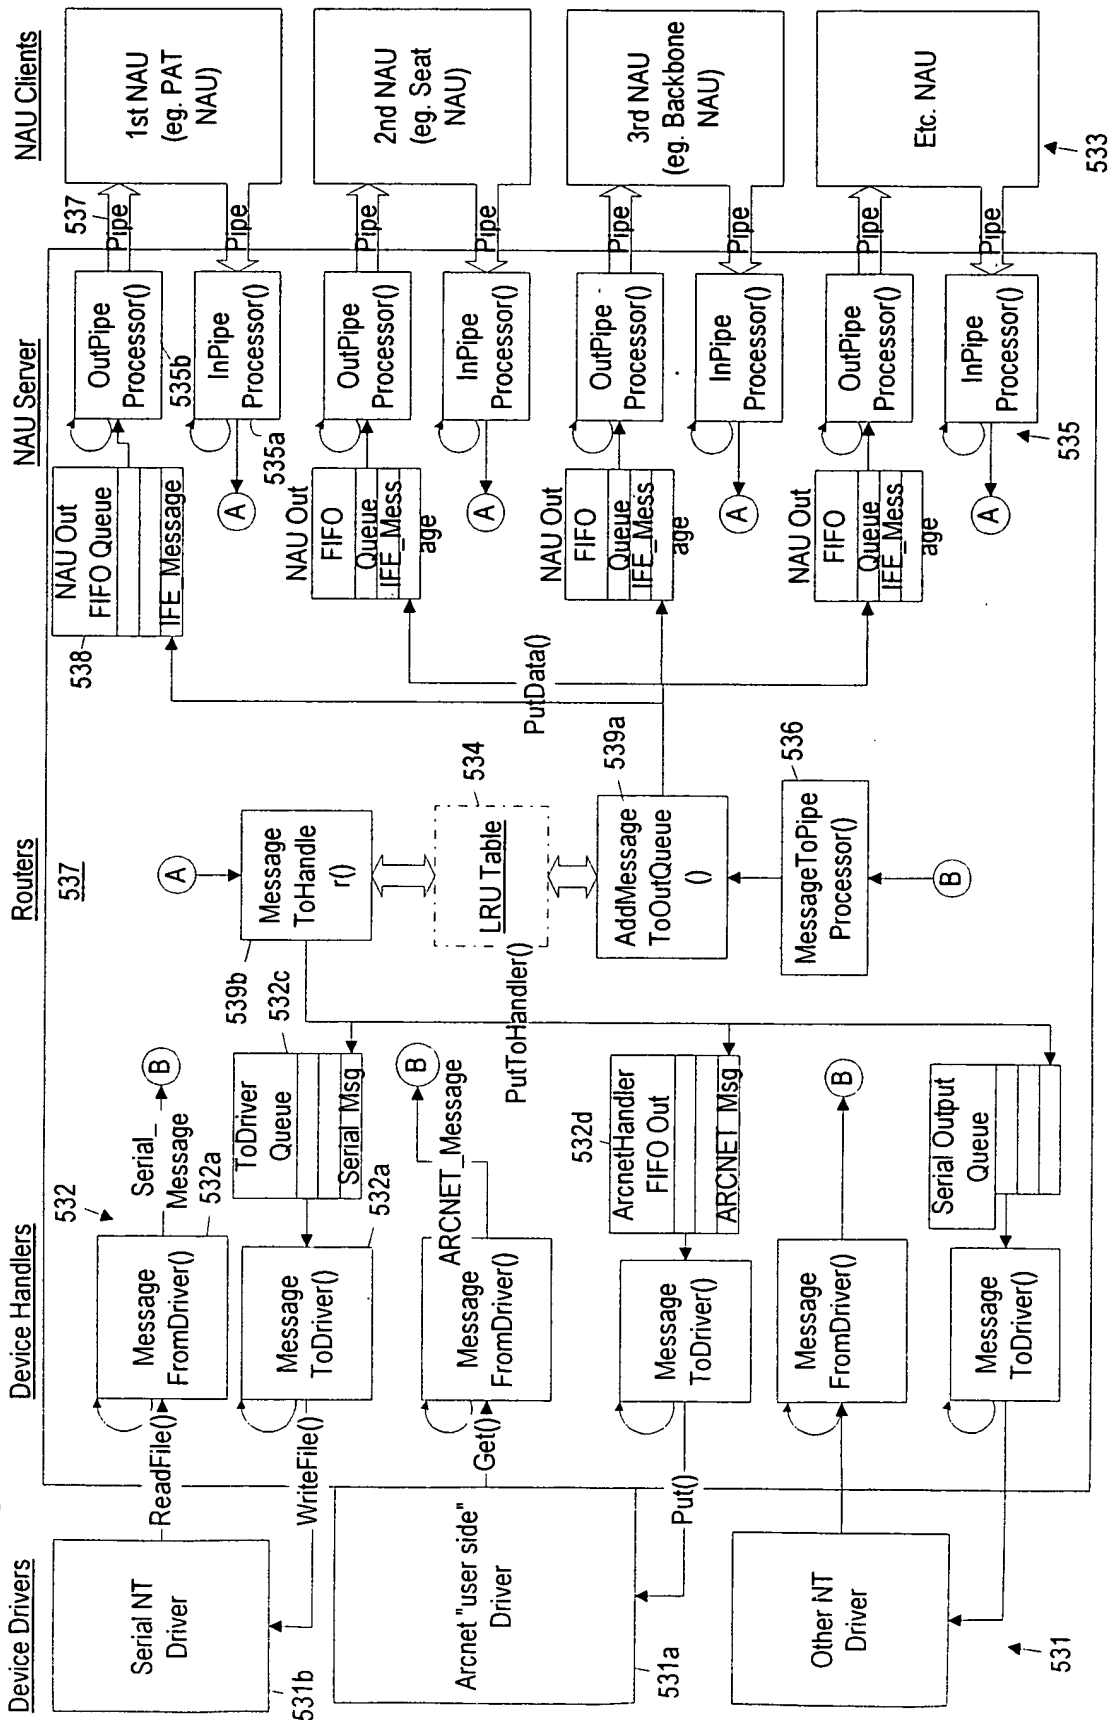 Device Drivers
Device Handlers
Routers
NAU Server
NAU Clients
Serial NT
Driver
531b
ReadFile()
WriteFile()
Arcnet "user side"
Driver
531a
Get()
Put()
Other NT
Driver
531
532
Message
FromDriver()
532a
Serial_
Message
B
Message
ToDriver()
532a
ToDriver
Queue
Serial_Msg
532c
Message
FromDriver()
ARCNET_Message
B
Message
ToDriver()
ArcnetHandler
FIFO Out
ARCNET_Msg
532d
Message
FromDriver()
B
Message
ToDriver()
Serial Output
Queue
537
A
Message
ToHandle
r()
539b
PutToHandler()
LRU Table
534
AddMessage
ToOutQueue
()
539a
MessageToPipe
Processor()
536
B
PutData()
NAU Out
FIFO Queue
IFE_Message
538
OutPipe
Processor()
535b
Pipe
537
1st NAU
(eg. PAT
NAU)
InPipe
Processor()
535a
A
Pipe
NAU Out
FIFO
Queue
IFE_Mess
age
OutPipe
Processor()
Pipe
2nd NAU
(eg. Seat
NAU)
InPipe
Processor()
A
Pipe
NAU Out
FIFO
Queue
IFE_Mess
age
OutPipe
Processor()
Pipe
3rd NAU
(eg. Backbone
NAU)
InPipe
Processor()
A
Pipe
NAU Out
FIFO
Queue
IFE_Mess
age
OutPipe
Processor()
Pipe
Etc. NAU
533
InPipe
Processor()
535
A
Pipe